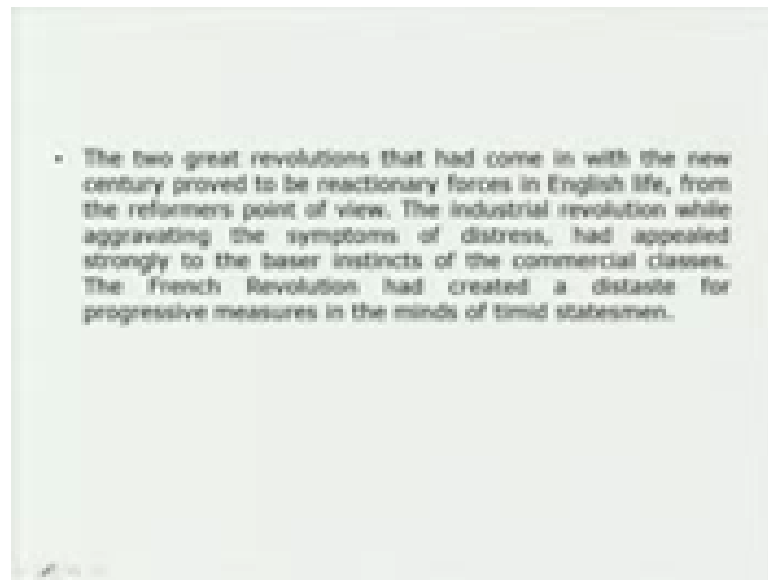 • The two great revolutions that had come in with the new
century proved to be reactionary forces in English life, from
the reformers point of view. The industrial revolution while
aggravating the symptoms of distress, had appealed
strongly to the baser instincts of the commercial classes.
The French Revolution had created a distaste for
progressive measures in the minds of timid statesmen.